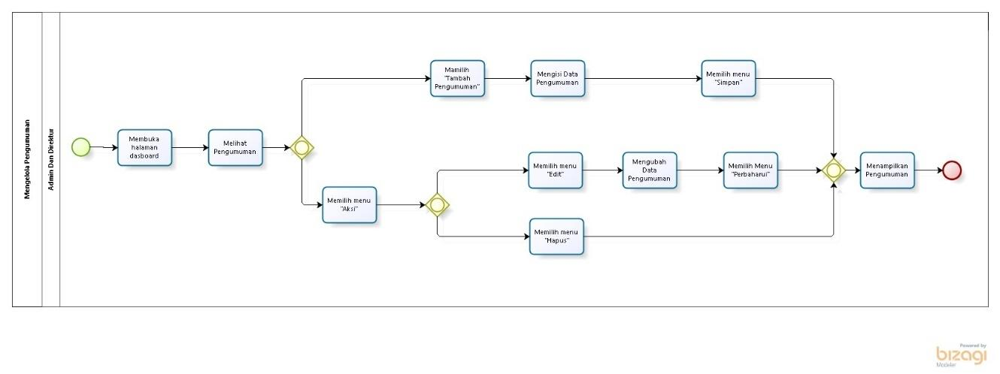 Mengelola Pengumuman
Admin Dan Direktur
Membuka
halaman
dasboard
Melihat
Pengumuman
Mamilih
"Tambah
Pengumuman"
Mengisi Data
Pengumuman
Memilih menu
"Simpan"
Memilih menu
"Aksi"
Memilih menu
"Edit"
Mengubah
Data
Pengumuman
Memilih Menu
"Perbaharui"
Memilih menu
"Hapus"
Menampilkan
Pengumuman
Powered by
bizagi
Modeler